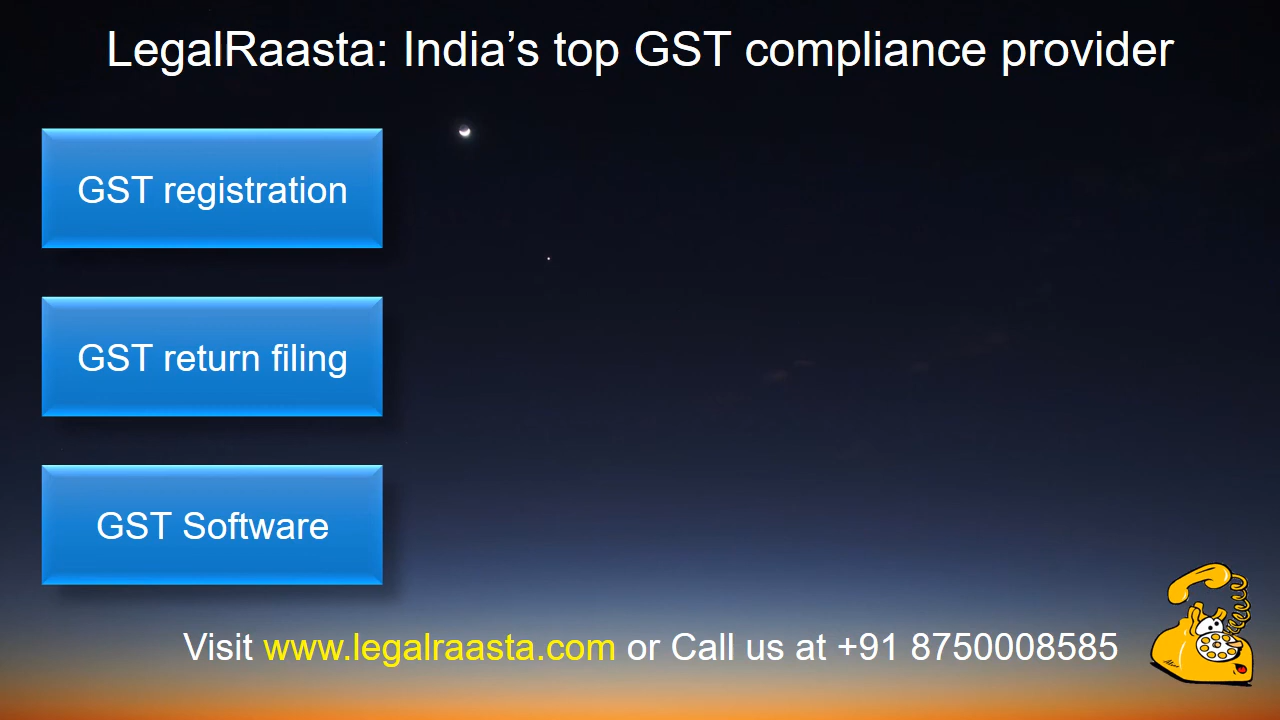 LegalRaasta: India’s top GST compliance provider
GST registration
GST return filing
GST Software
Visit www.legalraasta.com or Call us at +91 8750008585